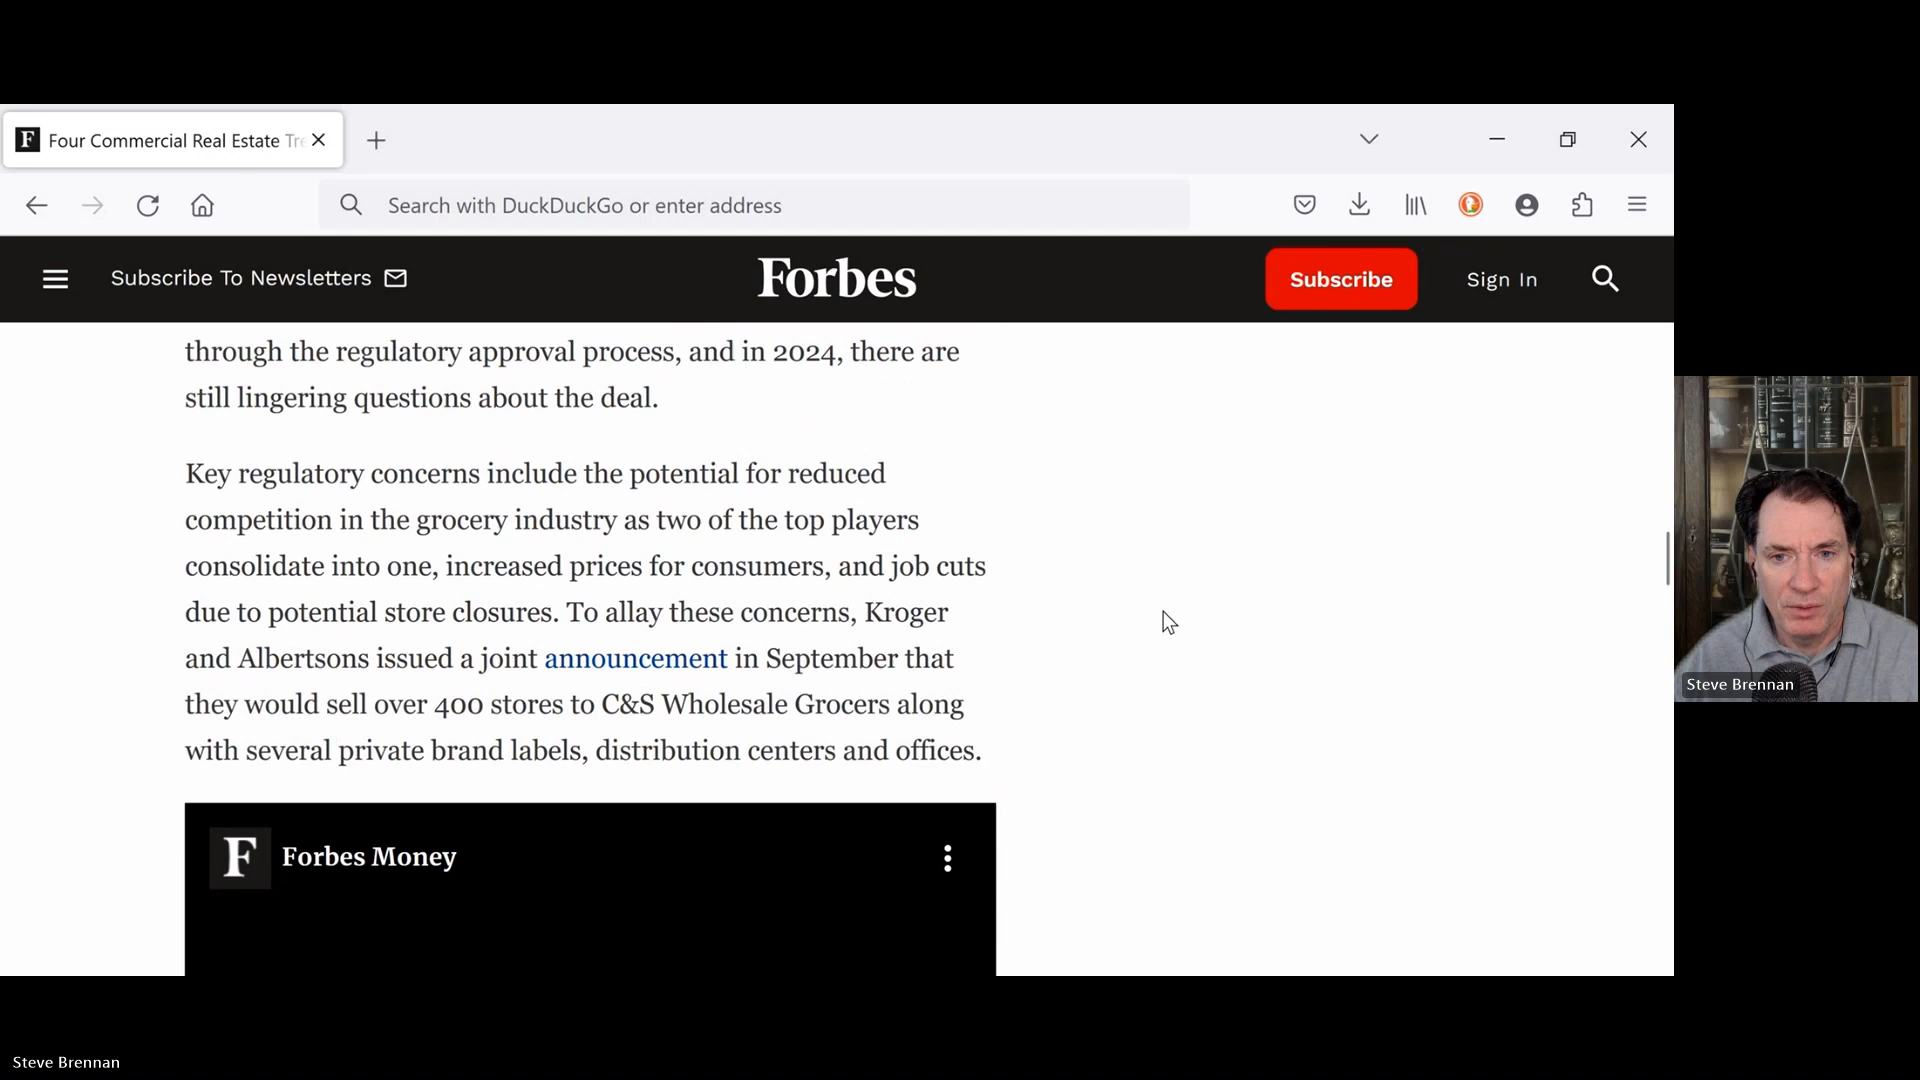 Four Commercial Real Estate Tre
Search with DuckDuckGo or enter address
Subscribe To Newsletters
Forbes
Subscribe
Sign In
through the regulatory approval process, and in 2024, there are
still lingering questions about the deal.
Key regulatory concerns include the potential for reduced
competition in the grocery industry as two of the top players
consolidate into one, increased prices for consumers, and job cuts
due to potential store closures. To allay these concerns, Kroger
and Albertsons issued a joint announcement in September that
they would sell over 400 stores to C&S Wholesale Grocers along
with several private brand labels, distribution centers and offices.
F Forbes Money
Steve Brennan
Steve Brennan